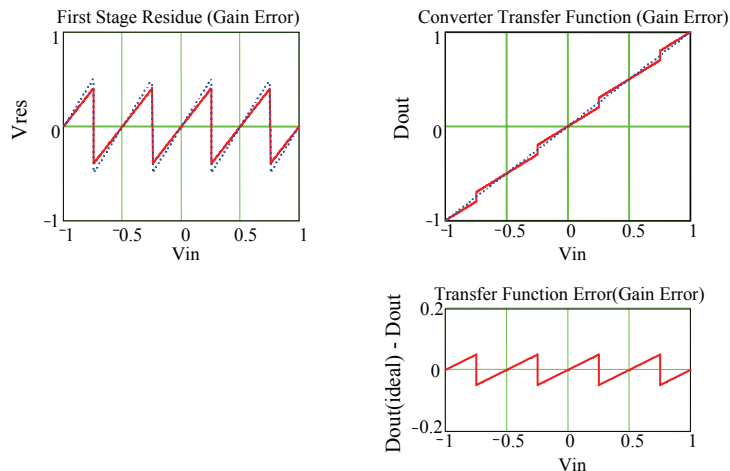 First Stage Residue (Gain Error)
Vres
0
−1
−1
−0.5
0
0.5
1
Vin
Converter Transfer Function (Gain Error)
Dout
1
0
−1
−1
−0.5
0
0.5
1
Vin
Transfer Function Error(Gain Error)
Dout(ideal) - Dout
0.2
0
−0.2
−1
−0.5
0
0.5
1
Vin